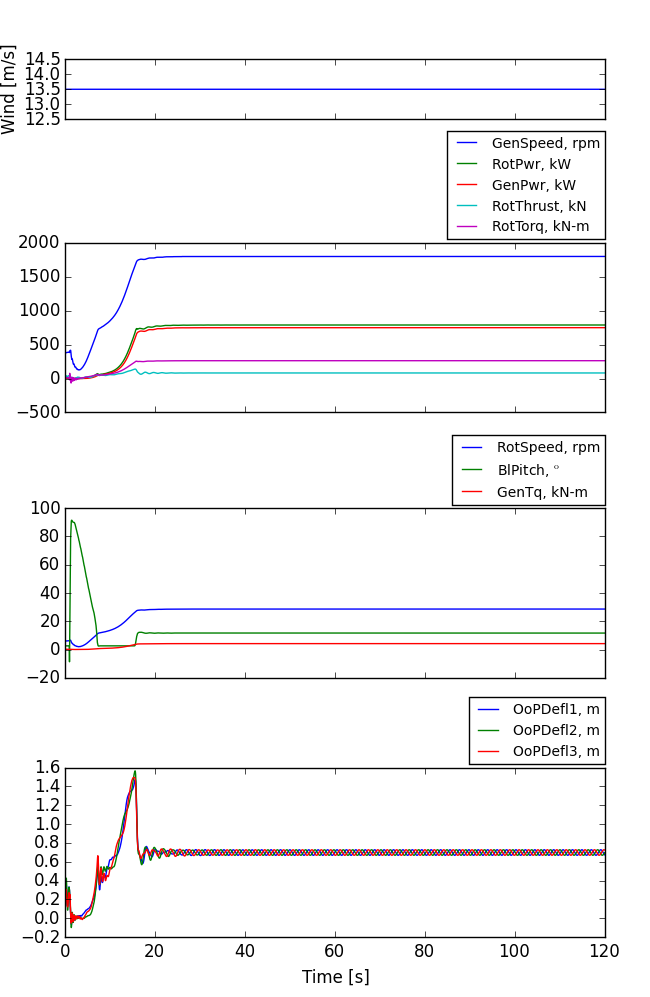 Wind [m/s]
14.5
14.0
13.5
13.0
12.5
GenSpeed, rpm
RotPwr, kW
GenPwr, kW
RotThrust, kN
RotTorq, kN-m
2000
1500
1000
500
0
−500
RotSpeed, rpm
BlPitch, °
GenTq, kN-m
100
80
60
40
20
0
−20
OoPDefl1, m
OoPDefl2, m
OoPDefl3, m
1.6
1.4
1.2
1.0
0.8
0.6
0.4
0.2
0.0
−0.2
0 20 40 60 80 100 120
Time [s]